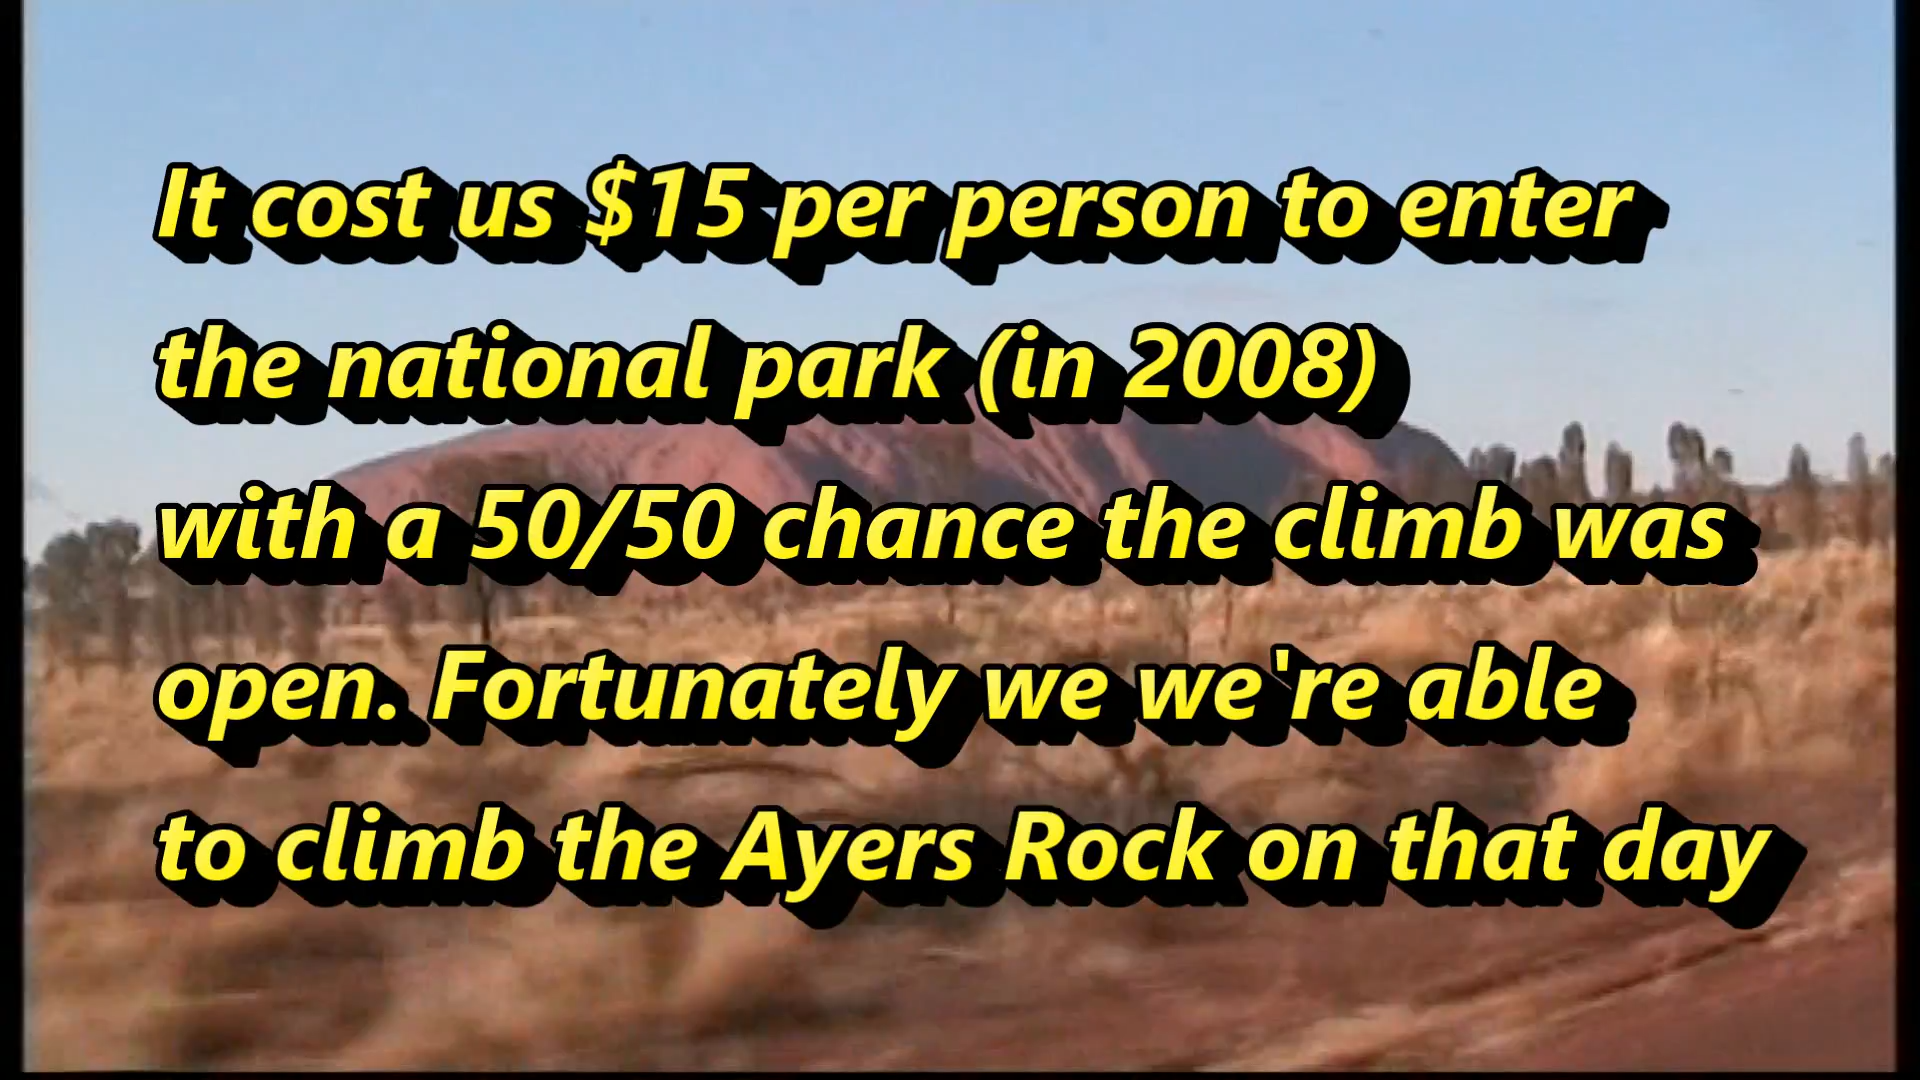 It cost us $15 per person to enter
the national park (in 2008)
with a 50/50 chance the climb was
open. Fortunately we we're able
to climb the Ayers Rock on that day